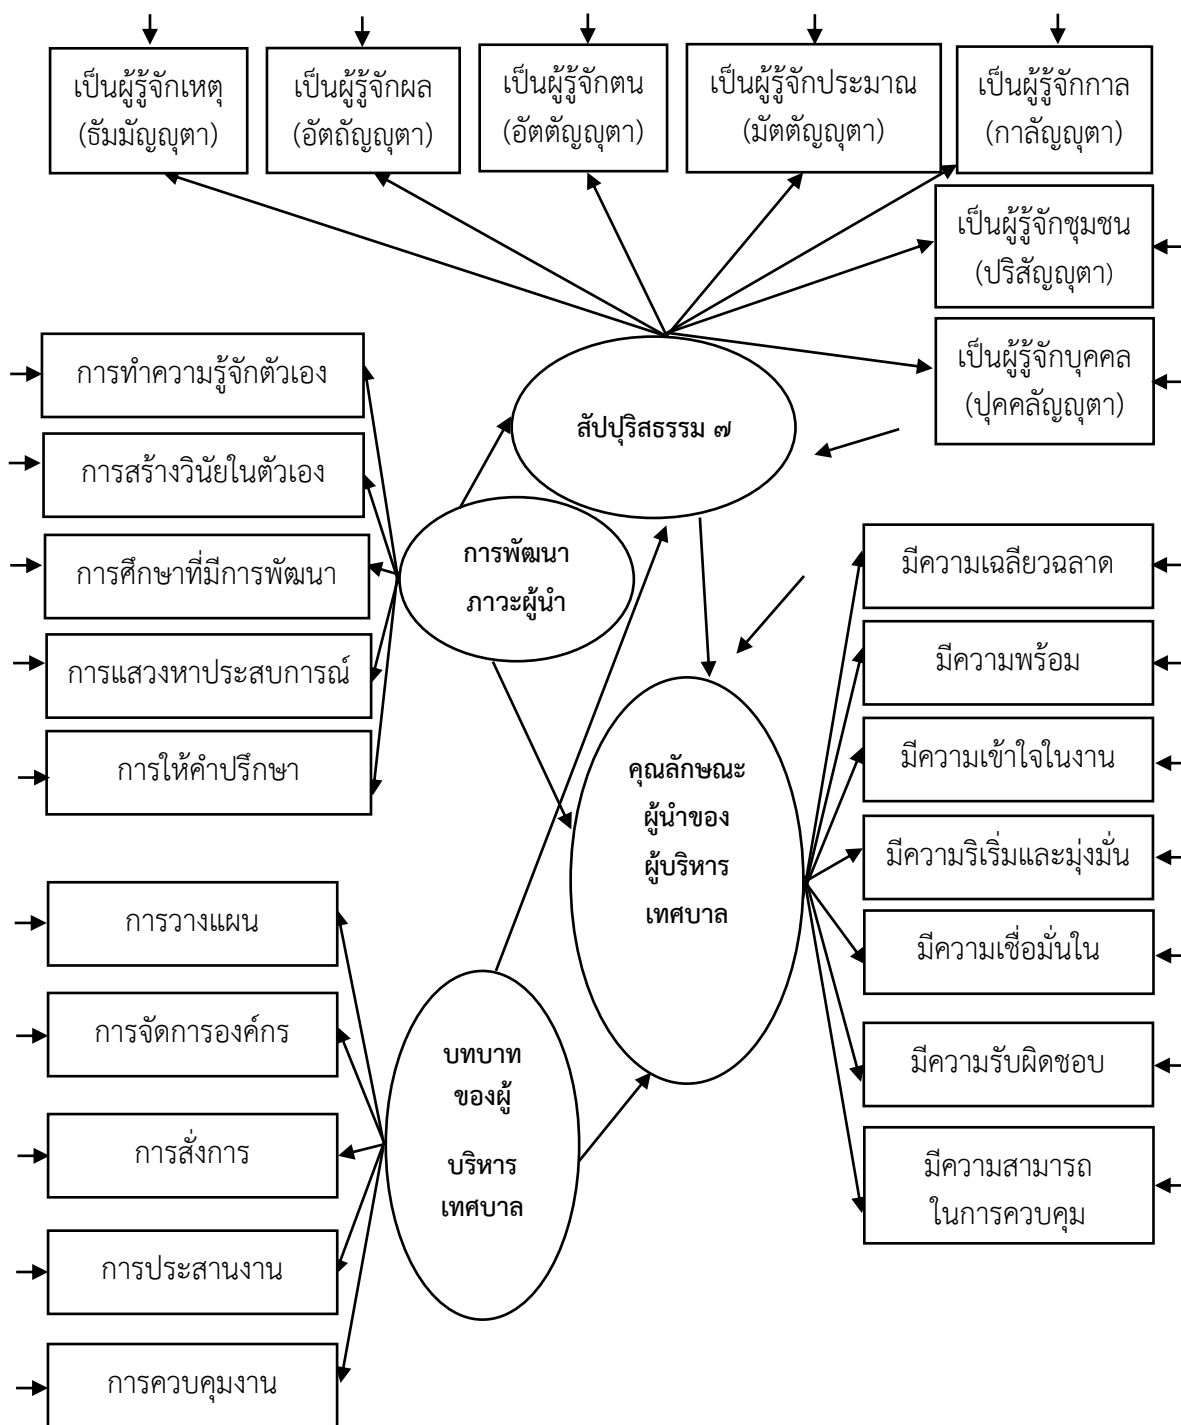 เป็นผู้รู้จักเหตุ
(ธัมมัญญุตา)
เป็นผู้รู้จักผล
(อัตถัญญุตา)
เป็นผู้รู้จักตน
(อัตตัญญุตา)
เป็นผู้รู้จักประมาณ
(มัตตัญญุตา)
เป็นผู้รู้จักกาล
(กาลัญญุตา)
เป็นผู้รู้จักชุมชน
(ปริสัญญุตา)
เป็นผู้รู้จักบุคคล
(ปุคคลัญญุตา)
สัปปุริสธรรม ๗
การทำความรู้จักตัวเอง
การสร้างวินัยในตัวเอง
การศึกษาที่มีการพัฒนา
การแสวงหาประสบการณ์
การให้คำปรึกษา
การพัฒนา
ภาวะผู้นำ
คุณลักษณะ
ผู้นำของ
ผู้บริหาร
เทศบาล
มีความเฉลียวฉลาด
มีความพร้อม
มีความเข้าใจในงาน
มีความริเริ่มและมุ่งมั่น
มีความเชื่อมั่นใน
มีความรับผิดชอบ
มีความสามารถ
ในการควบคุม
การวางแผน
การจัดการองค์กร
การสั่งการ
การประสานงาน
การควบคุมงาน
บทบาท
ของผู้
บริหาร
เทศบาล